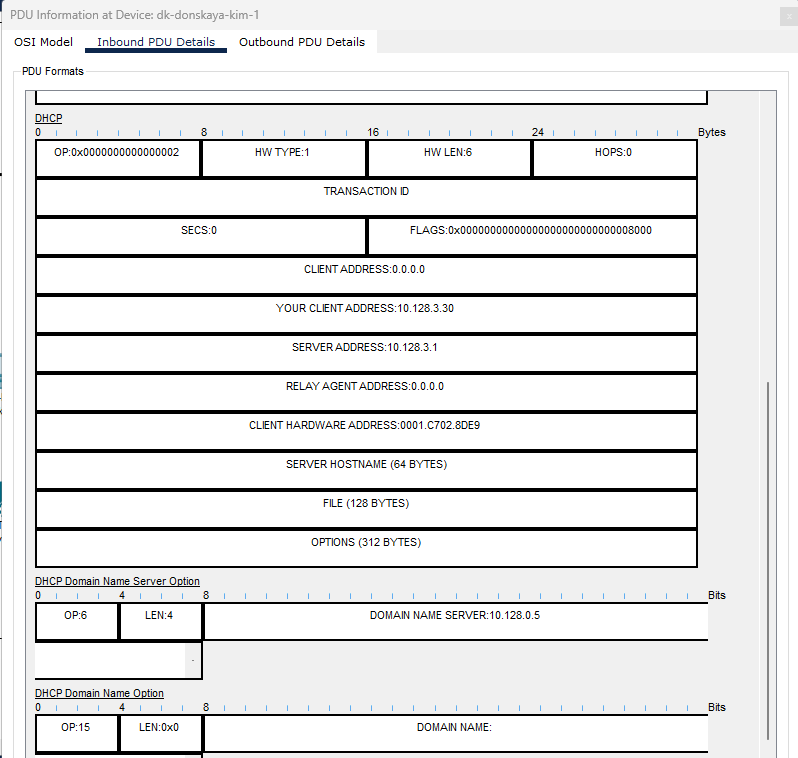 PDU Information at Device: dk-donskaya-kim-1
x
OSI Model Inbound PDU Details Outbound PDU Details
PDU Formats
DHCP
0 8 16 24 Bytes
OP:0x0000000000000002 HW TYPE:1 HW LEN:6 HOPS:0
TRANSACTION ID
SECS:0 FLAGS:0x00000000000000000000000000008000
CLIENT ADDRESS:0.0.0.0
YOUR CLIENT ADDRESS:10.128.3.30
SERVER ADDRESS:10.128.3.1
RELAY AGENT ADDRESS:0.0.0.0
CLIENT HARDWARE ADDRESS:0001.C702.8DE9
SERVER HOSTNAME (64 BYTES)
FILE (128 BYTES)
OPTIONS (312 BYTES)
DHCP Domain Name Server Option
0 4 8 Bits
OP:6 LEN:4 DOMAIN NAME SERVER:10.128.0.5
DHCP Domain Name Option
0 4 8 Bits
OP:15 LEN:0x0 DOMAIN NAME: